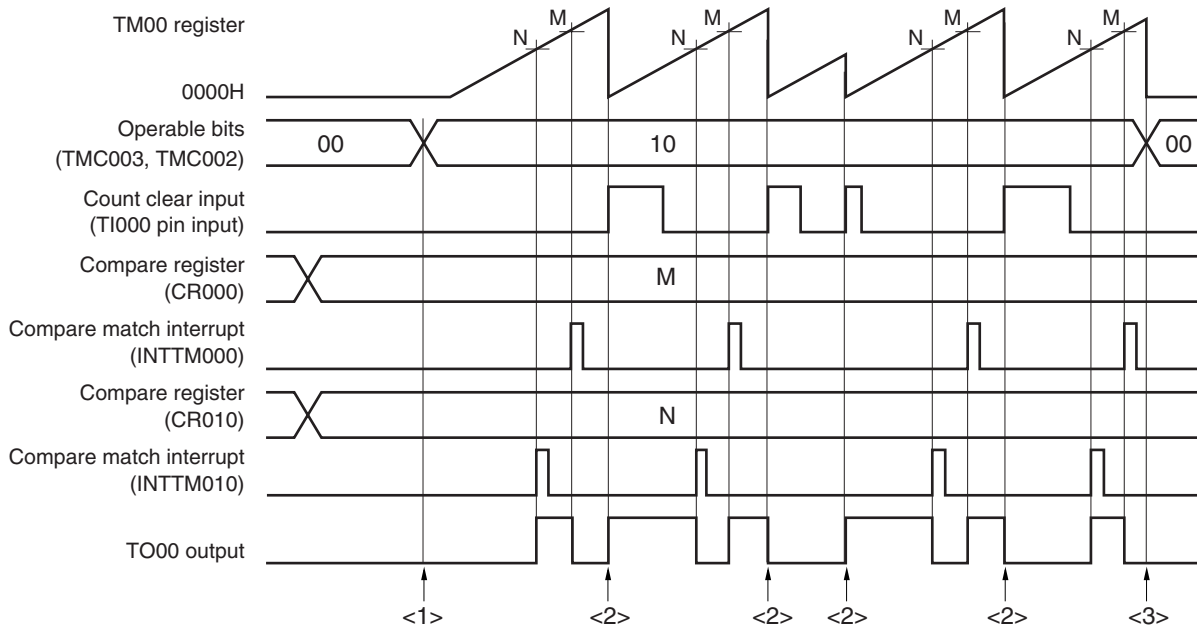 TM00 register
N M N M N M N M
0000H
Operable bits
(TMC003, TMC002)
00 10 00
Count clear input
(TI000 pin input)
Compare register
(CR000)
M
Compare match interrupt
(INTTM000)
Compare register
(CR010)
N
Compare match interrupt
(INTTM010)
TO00 output
<1> <2> <2> <2> <2> <3>